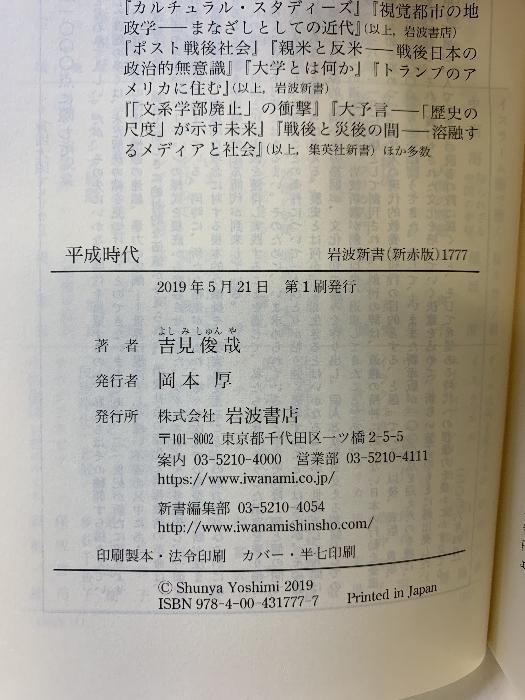 『カルチュラル・スタディーズ』『視覚都市の地
政学――まなざしとしての近代』(以上，岩波書店)
『ポスト戦後社会』『親米と反米――戦後日本の
政治的無意識』『大学とは何か』『トランプのア
メリカに住む』(以上，岩波新書)
『「文系学部廃止」の衝撃』『大予言――「歴史の
尺度」が示す未来』『戦後と災後の間――溶融す
るメディアと社会』(以上，集英社新書) ほか多数
平成時代 岩波新書(新赤版)1777
2019年5月21日 第1刷発行
よしみしゅんや
著者 吉見俊哉
発行者 岡本厚
発行所 株式会社 岩波書店
〒101-8002 東京都千代田区一ツ橋2-5-5
案内 03-5210-4000 営業部 03-5210-4111
https://www.iwanami.co.jp/
新書編集部 03-5210-4054
http://www.iwanamishinsho.com/
印刷製本・法令印刷 カバー・半七印刷
© Shunya Yoshimi 2019
ISBN 978-4-00-431777-7 Printed in Japan